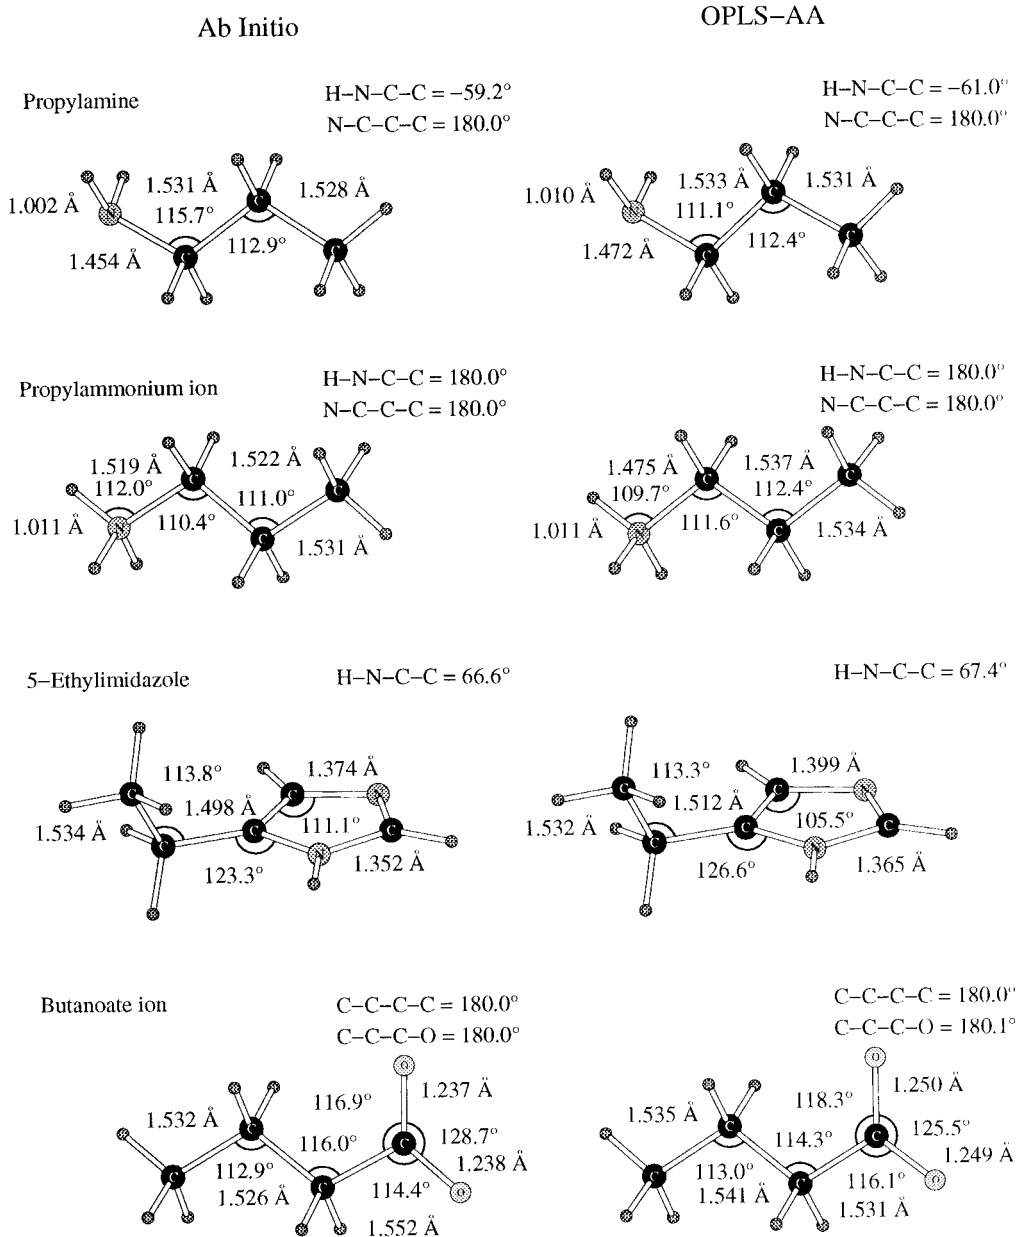 Ab Initio
OPLS–AA
Propylamine
H–N–C–C = –59.2°
N–C–C–C = 180.0°
1.002 Å
1.531 Å
115.7°
1.528 Å
1.454 Å
112.9°
N
C
C
C
H–N–C–C = –61.0°
N–C–C–C = 180.0°
1.010 Å
1.533 Å
111.1°
1.531 Å
1.472 Å
112.4°
N
C
C
C
Propylammonium ion
H–N–C–C = 180.0°
N–C–C–C = 180.0°
1.519 Å
112.0°
1.522 Å
111.0°
1.011 Å
110.4°
1.531 Å
N
C
C
C
H–N–C–C = 180.0°
N–C–C–C = 180.0°
1.475 Å
109.7°
1.537 Å
112.4°
1.011 Å
111.6°
1.534 Å
N
C
C
C
5–Ethylimidazole
H–N–C–C = 66.6°
113.8°
1.374 Å
1.498 Å
1.534 Å
111.1°
123.3°
1.352 Å
C
C
C
C
N
N
C
H–N–C–C = 67.4°
113.3°
1.399 Å
1.512 Å
1.532 Å
105.5°
126.6°
1.365 Å
C
C
C
C
N
N
C
Butanoate ion
C–C–C–C = 180.0°
C–C–C–O = 180.0°
1.237 Å
116.9°
1.532 Å
116.0°
128.7°
1.238 Å
112.9°
1.526 Å
114.4°
1.552 Å
O
C
C
C
C
O
C–C–C–C = 180.0°
C–C–C–O = 180.1°
1.250 Å
118.3°
1.535 Å
114.3°
125.5°
1.249 Å
113.0°
1.541 Å
116.1°
1.531 Å
O
C
C
C
C
O